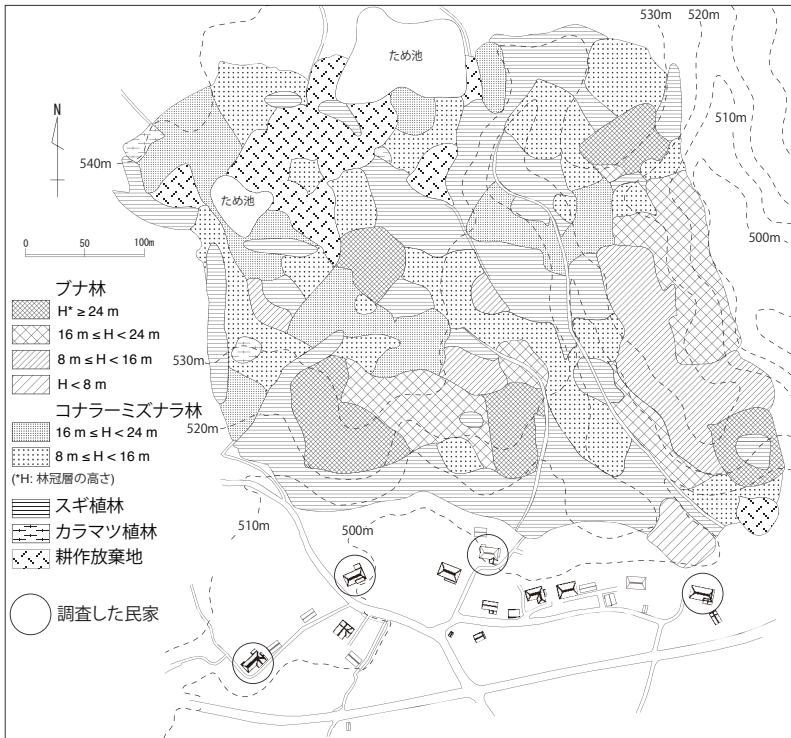 530m
520m
ため池
510m
N
540m
ため池
500m
0 50 100m
ブナ林
H* ≥ 24 m
16 m ≤ H < 24 m
8 m ≤ H < 16 m
530m
H < 8 m
コナラーミズナラ林
16 m ≤ H < 24 m
520m
8 m ≤ H < 16 m
(*H: 林冠層の高さ)
スギ植林
510m
500m
カラマツ植林
耕作放棄地
調査した民家